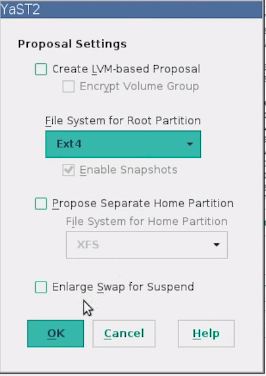 YaST2
Proposal Settings
Create LVM-based Proposal
Encrypt Volume Group
File System for Root Partition
Ext4
Enable Snapshots
Propose Separate Home Partition
File System for Home Partition
XFS
Enlarge Swap for Suspend
OK Cancel Help